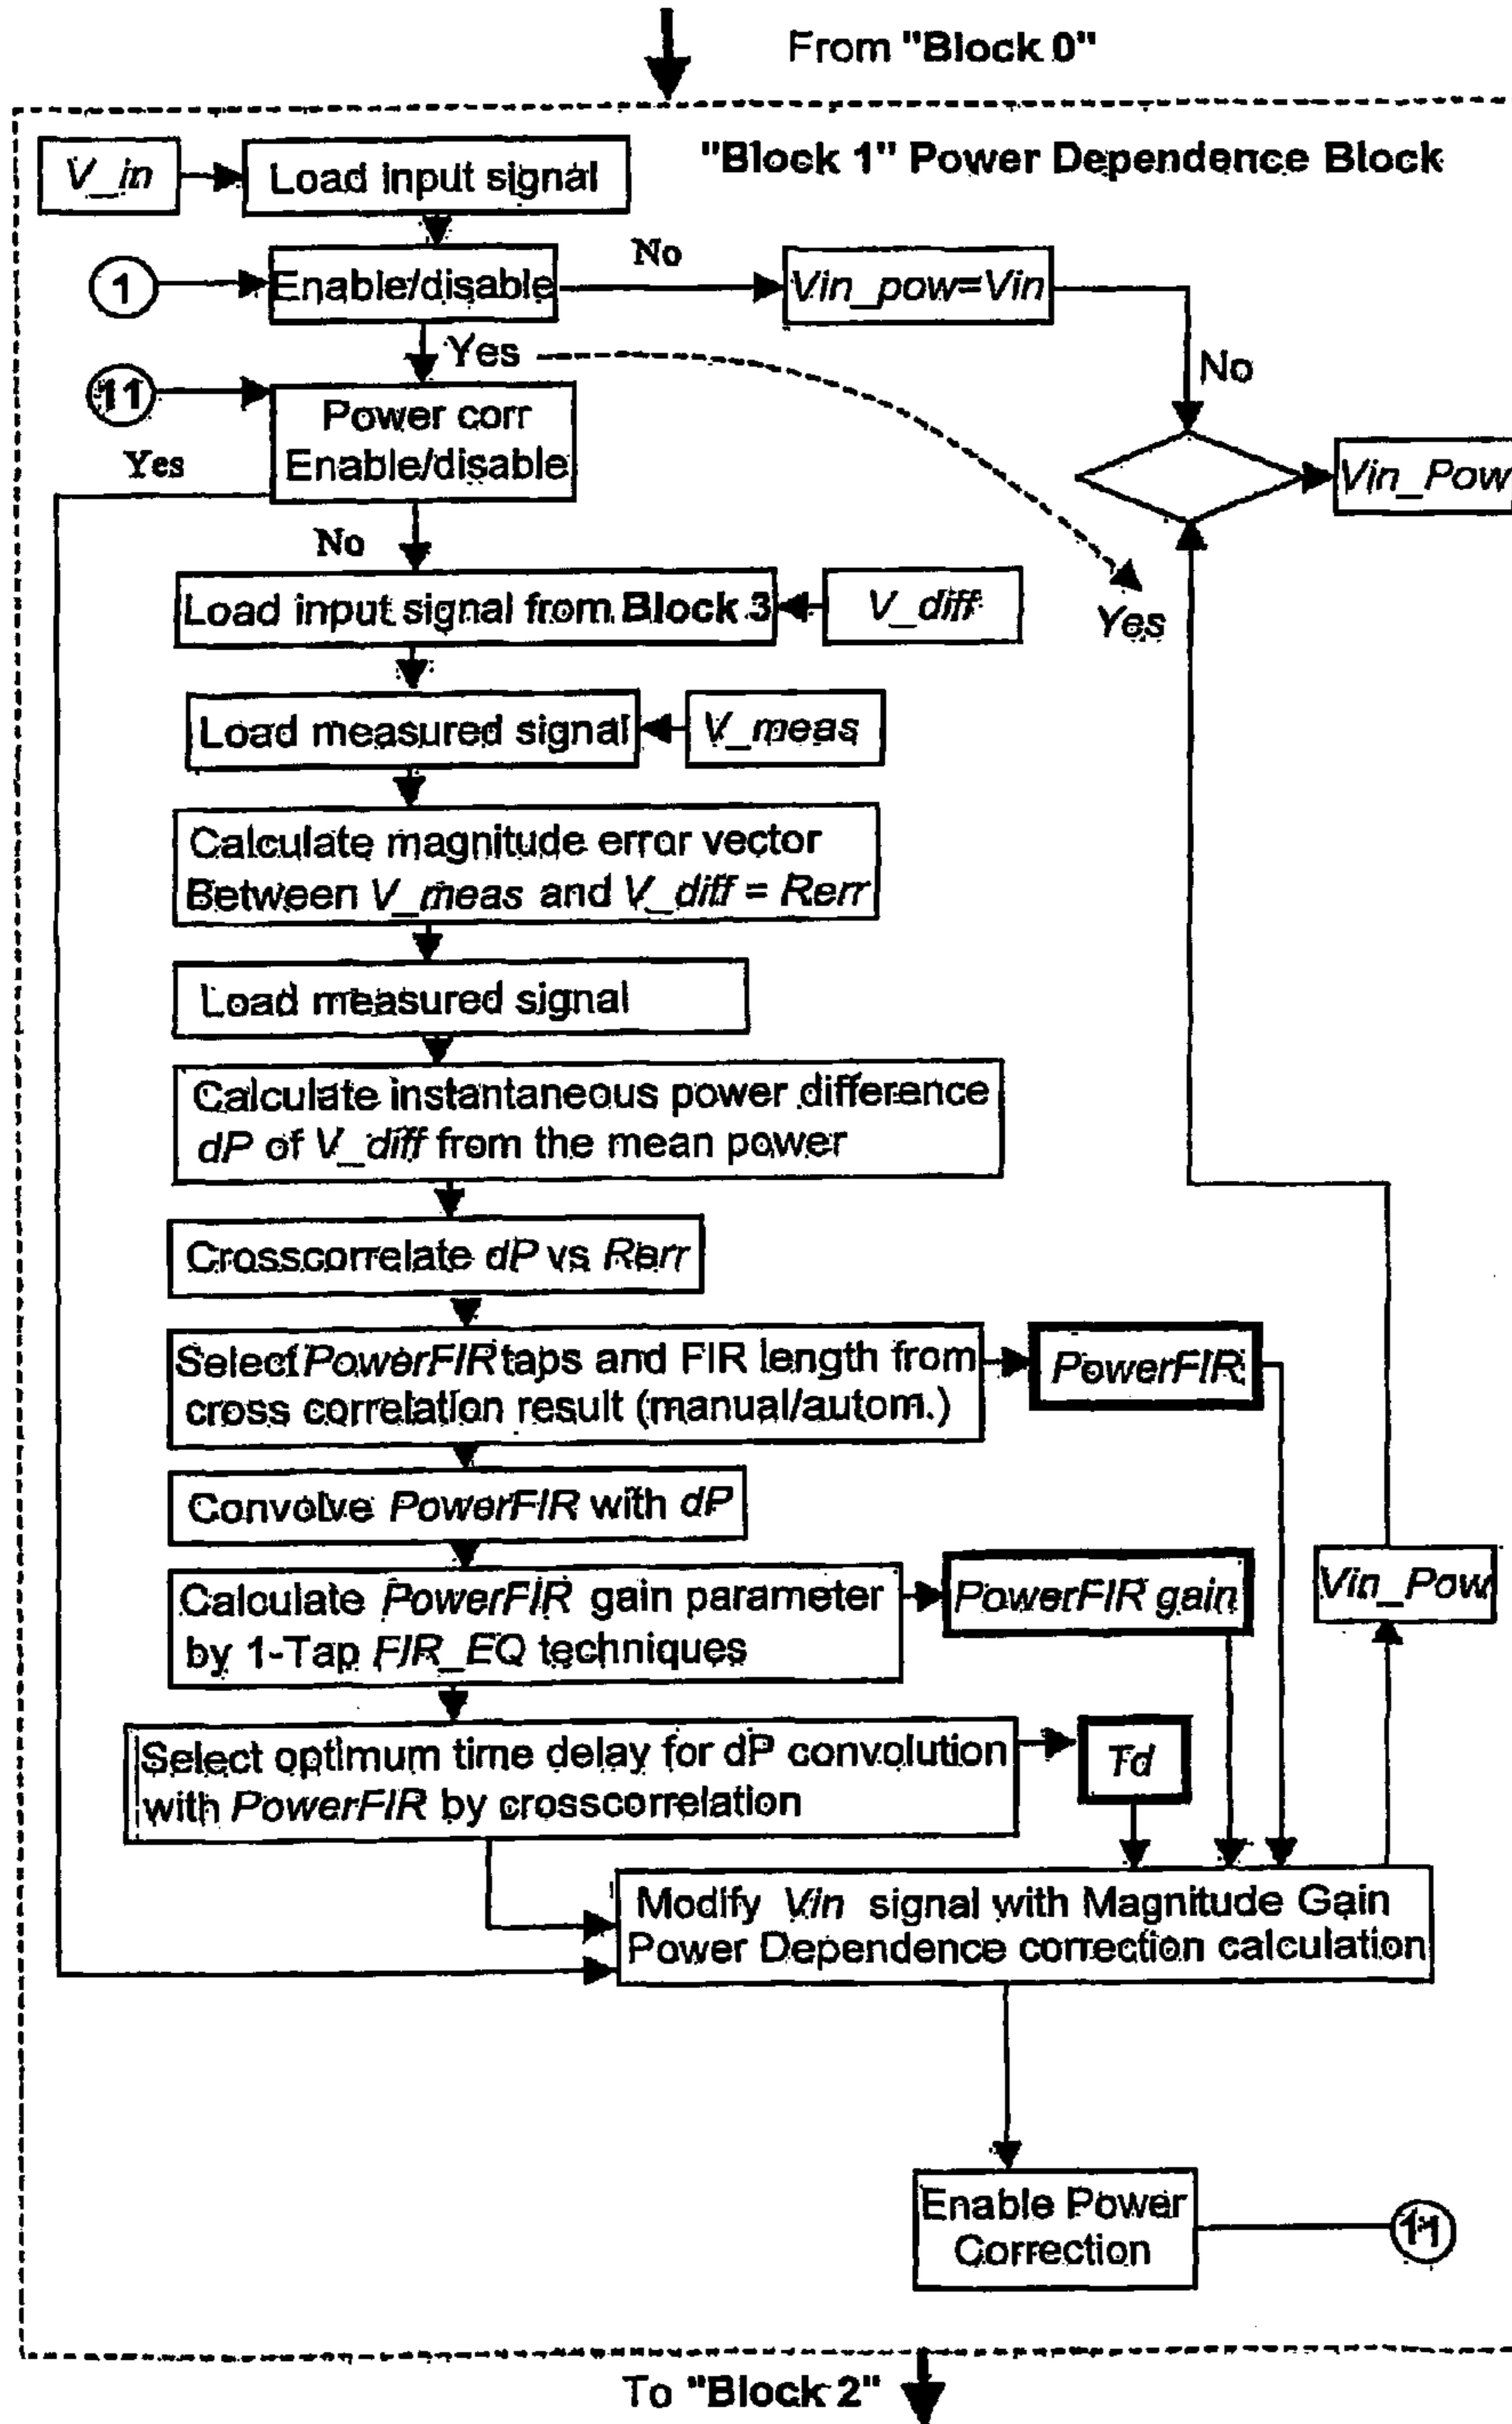 From "Block 0"
"Block 1" Power Dependence Block
V_in
Load input signal
1
Enable/disable
No
Vin_pow=Vin
Yes
No
11
Power corr
Enable/disable
Yes
Vin_Pow
No
Load input signal from Block 3
V_diff
Yes
Load measured signal
V_meas
Calculate magnitude error vector
Between V_meas and V_diff = Rerr
Load measured signal
Calculate instantaneous power difference
dP of V_diff from the mean power
Crosscorrelate dP vs Rerr
Select PowerFIR taps and FIR length from
cross correlation result (manual/autom.)
PowerFIR
Convolve PowerFIR with dP
Calculate PowerFIR gain parameter
by 1-Tap FIR_EQ techniques
PowerFIR gain
Vin_Pow
Select optimum time delay for dP convolution
with PowerFIR by crosscorrelation
Td
Modify Vin signal with Magnitude Gain
Power Dependence correction calculation
Enable Power
Correction
11
To "Block 2"